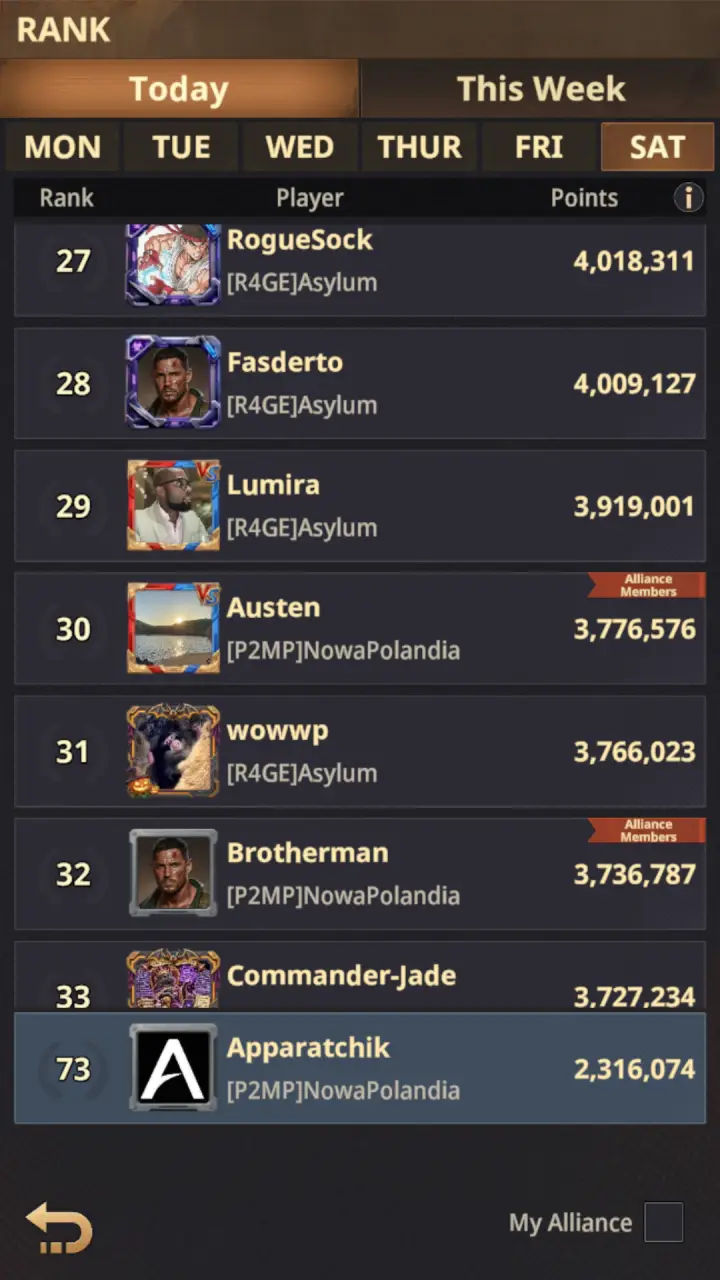 RANK
Today
This Week
MON
TUE
WED
THUR
FRI
SAT
Rank
Player
Points
27
RogueSock
[R4GE]Asylum
4,018,311
28
Fasderto
[R4GE]Asylum
4,009,127
29
VS
Lumira
[R4GE]Asylum
3,919,001
30
VS
Austen
[P2MP]NowaPolandia
Alliance
Members
3,776,576
31
wowwp
[R4GE]Asylum
3,766,023
32
Brotherman
[P2MP]NowaPolandia
Alliance
Members
3,736,787
33
Commander-Jade
3,727,234
73
Apparatchik
[P2MP]NowaPolandia
2,316,074
My Alliance